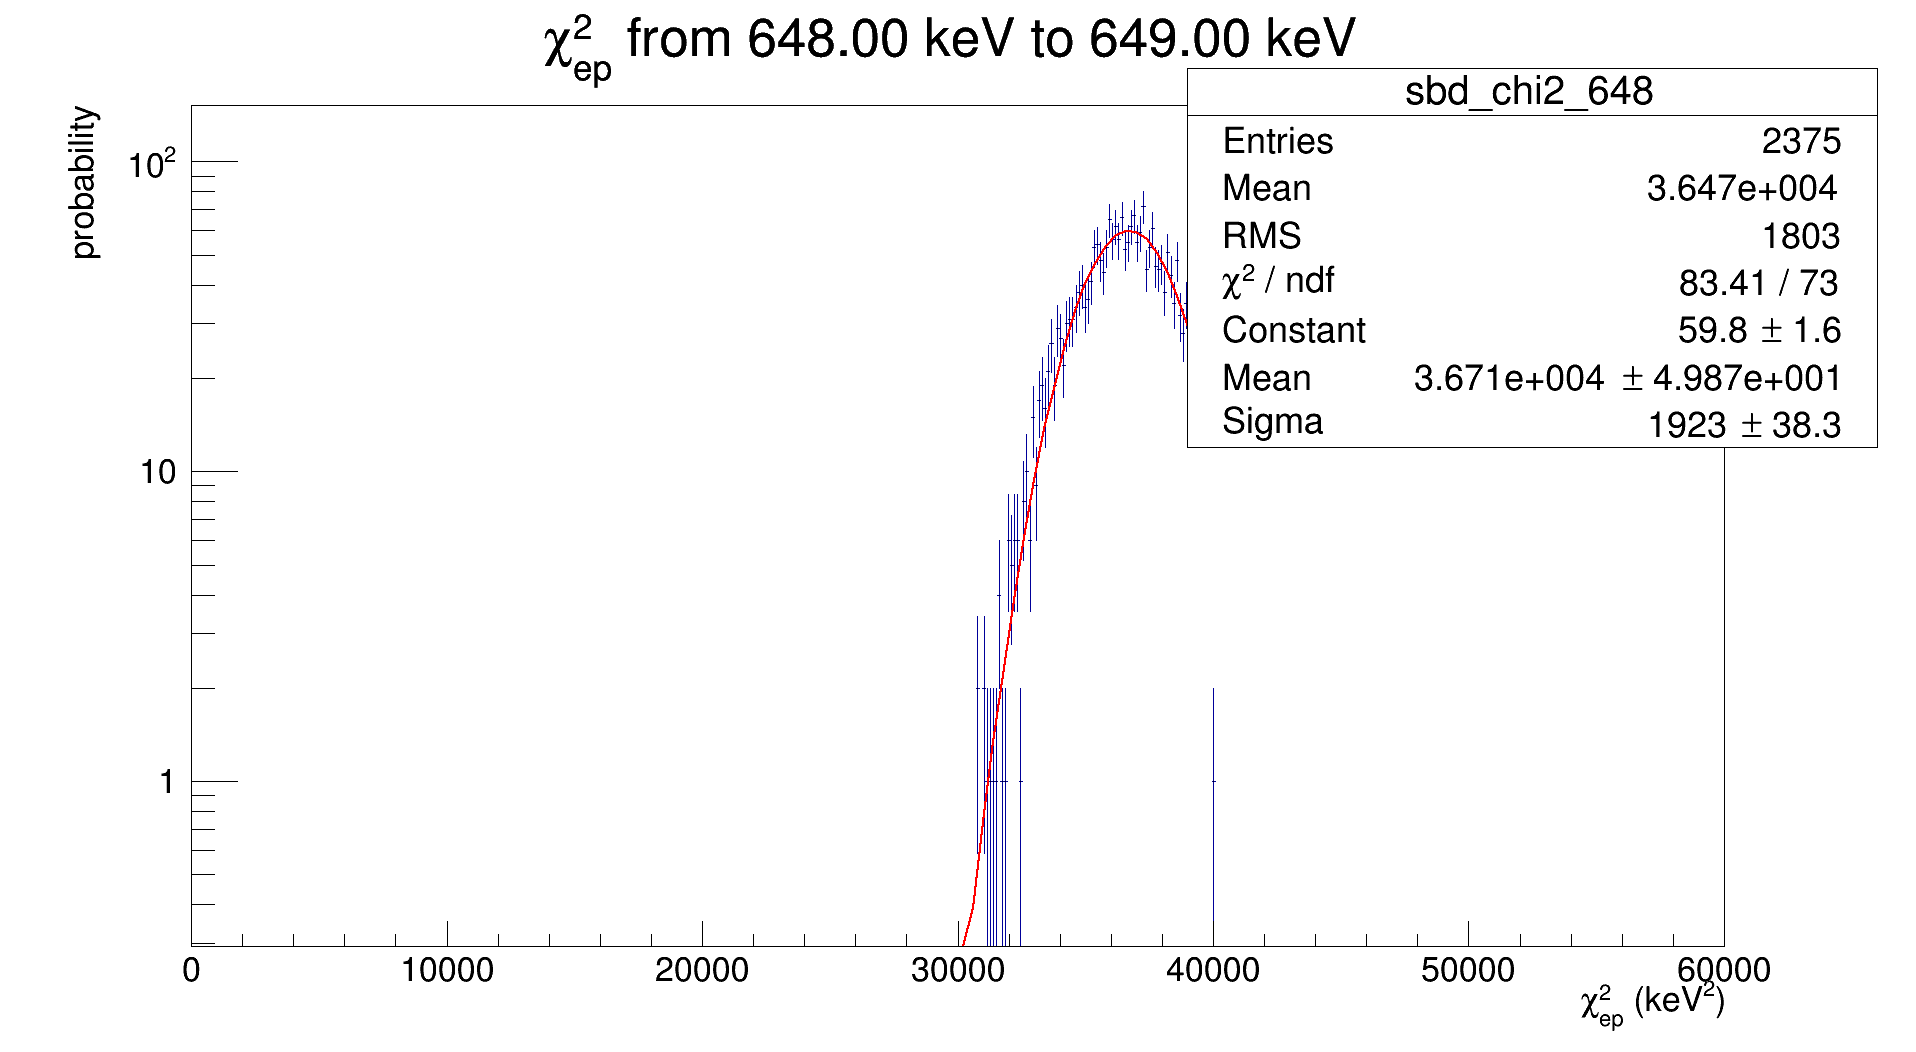 χ²ep from 648.00 keV to 649.00 keV
sbd_chi2_648
Entries 2375
Mean 3.647e+004
RMS 1803
χ² / ndf 83.41 / 73
Constant 59.8 ± 1.6
Mean 3.671e+004 ± 4.987e+001
Sigma 1923 ± 38.3
probability
10²
10
1
0 10000 20000 30000 40000 50000 60000
χ²ep (keV²)